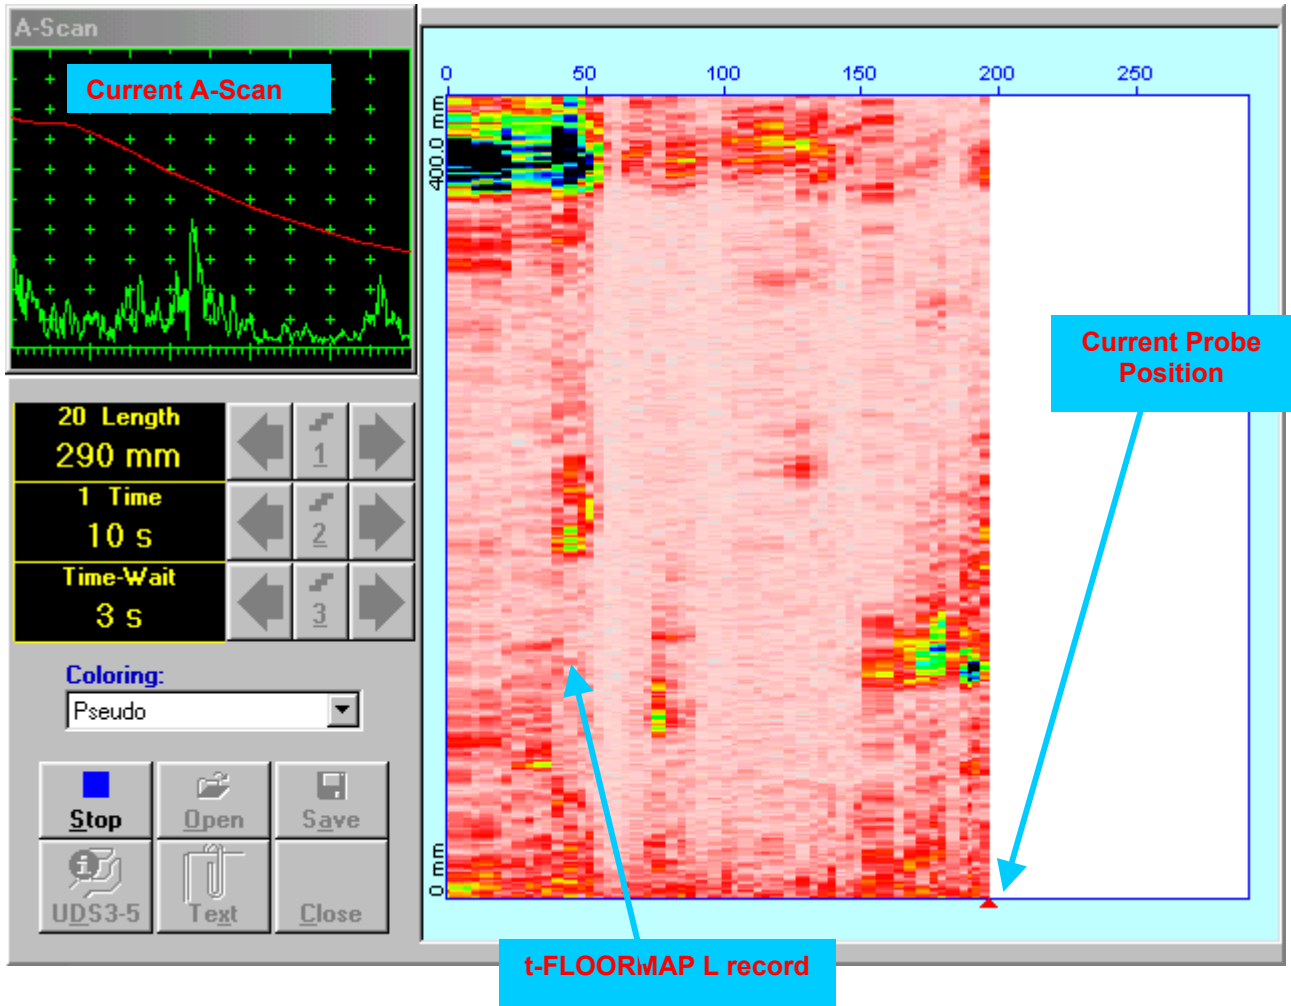 A-Scan
Current A-Scan
0 50 100 150 200 250
400.0 mm
Current Probe
Position
20 Length
290 mm
1
1 Time
10 s
2
Time-Wait
3 s
3
Coloring:
Pseudo
Stop
Open
Save
0 mm
UDS3-5
Text
Close
t-FLOORMAP L record